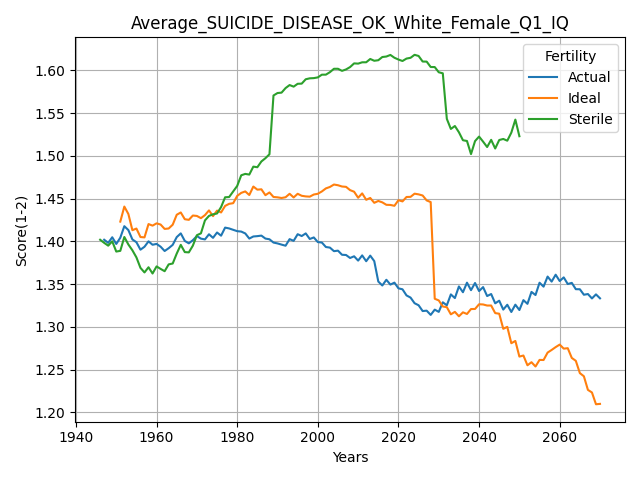 Average_SUICIDE_DISEASE_OK_White_Female_Q1_IQ
Fertility
Actual
Ideal
Sterile
Score(1-2)
1.60
1.55
1.50
1.45
1.40
1.35
1.30
1.25
1.20
1940 1960 1980 2000 2020 2040 2060
Years